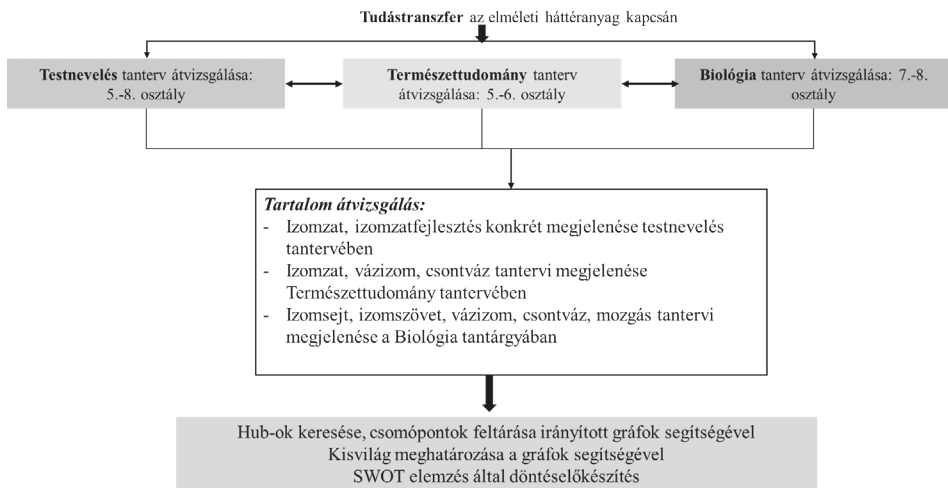 Tudástranszfer az elméleti háttéranyag kapcsán
Testnevelés tanterv átvizsgálása:
5.-8. osztály
Természettudomány tanterv
átvizsgálása: 5.-6. osztály
Biológia tanterv átvizsgálása: 7.-8.
osztály
Tartalom átvizsgálás:
- Izomzat, izomzatfejlesztés konkrét megjelenése testnevelés
tantervében
- Izomzat, vázizom, csontváz tantervi megjelenése
Természettudomány tantervében
- Izomsejt, izomszövet, vázizom, csontváz, mozgás tantervi
megjelenése a Biológia tantárgyában
Hub-ok keresése, csomópontok feltárása irányított gráfok segítségével
Kisvilág meghatározása a gráfok segítségével
SWOT elemzés által döntéselőkészítés